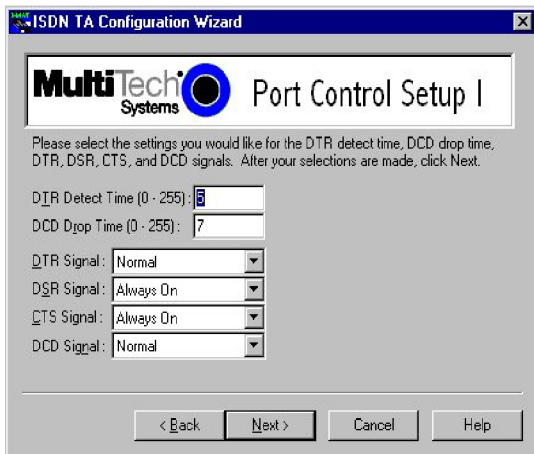 ISDN TA Configuration Wizard
MultiTech
Systems
Port Control Setup I
Please select the settings you would like for the DTR detect time, DCD drop time,
DTR, DSR, CTS, and DCD signals. After your selections are made, click Next.
DTR Detect Time (0 - 255): 5
DCD Drop Time (0 - 255): 7
DTR Signal: Normal
DSR Signal: Always On
CTS Signal: Always On
DCD Signal: Normal
< Back Next > Cancel Help